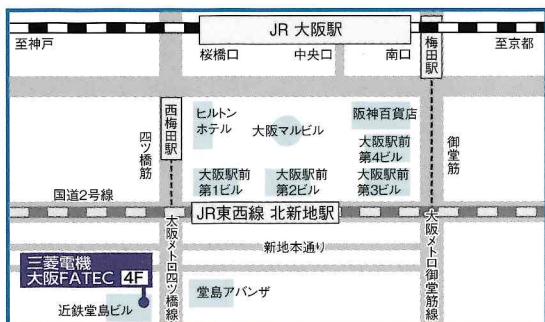 JR 大阪駅
至神戸
桜橋口
中央口
南口
梅田駅
至京都
西梅田駅
ヒルトン
ホテル
大阪マルビル
阪神百貨店
四ツ橋筋
大阪駅前
第4ビル
御堂筋
大阪駅前
第1ビル
大阪駅前
第2ビル
大阪駅前
第3ビル
国道2号線
JR東西線 北新地駅
大阪メトロ四ツ橋線
新地本通り
大阪メトロ御堂筋線
三菱電機
大阪FATEC 4F
堂島アバンザ
近鉄堂島ビル